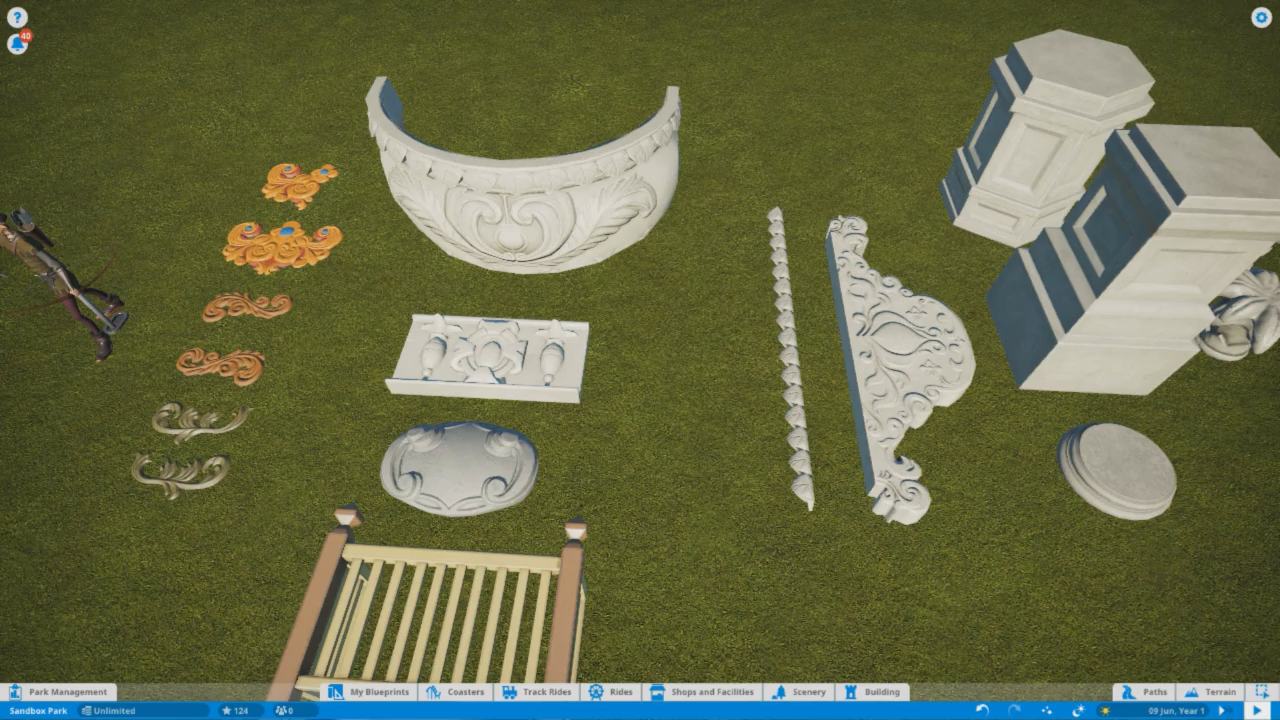 ?
40
Park Management
My Blueprints
Coasters
Track Rides
Rides
Shops and Facilities
Scenery
Building
Paths
Terrain
Sandbox Park
Unlimited
124
0
09 Jun, Year 1